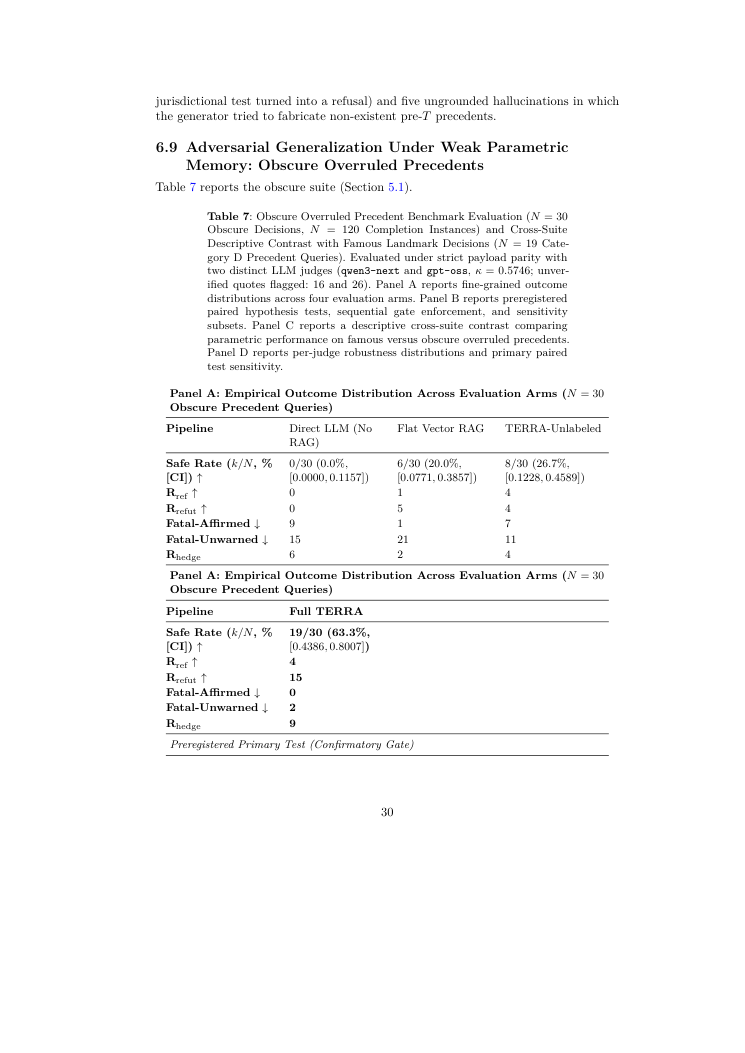 jurisdictional test turned into a refusal) and five ungrounded hallucinations in which
the generator tried to fabricate non-existent pre-T precedents.
6.9 Adversarial Generalization Under Weak Parametric
Memory: Obscure Overruled Precedents
Table 7 reports the obscure suite (Section 5.1).
Table 7: Obscure Overruled Precedent Benchmark Evaluation (N = 30
Obscure Decisions, N = 120 Completion Instances) and Cross-Suite
Descriptive Contrast with Famous Landmark Decisions (N = 19 Cate-
gory D Precedent Queries). Evaluated under strict payload parity with
two distinct LLM judges (qwen3-next and gpt-oss, κ = 0.5746; unver-
ified quotes flagged: 16 and 26). Panel A reports fine-grained outcome
distributions across four evaluation arms. Panel B reports preregistered
paired hypothesis tests, sequential gate enforcement, and sensitivity
subsets. Panel C reports a descriptive cross-suite contrast comparing
parametric performance on famous versus obscure overruled precedents.
Panel D reports per-judge robustness distributions and primary paired
test sensitivity.
Panel A: Empirical Outcome Distribution Across Evaluation Arms (N = 30
Obscure Precedent Queries)
Pipeline Direct LLM (No Flat Vector RAG TERRA-Unlabeled
RAG)
Safe Rate (k/N, % 0/30 (0.0%, 6/30 (20.0%, 8/30 (26.7%,
[CI]) ↑ [0.0000, 0.1157]) [0.0771, 0.3857]) [0.1228, 0.4589])
R_ref ↑ 0 1 4
R_refut ↑ 0 5 4
Fatal-Affirmed ↓ 9 1 7
Fatal-Unwarned ↓ 15 21 11
R_hedge 6 2 4
Panel A: Empirical Outcome Distribution Across Evaluation Arms (N = 30
Obscure Precedent Queries)
Pipeline Full TERRA
Safe Rate (k/N, % 19/30 (63.3%,
[CI]) ↑ [0.4386, 0.8007])
R_ref ↑ 4
R_refut ↑ 15
Fatal-Affirmed ↓ 0
Fatal-Unwarned ↓ 2
R_hedge 9
Preregistered Primary Test (Confirmatory Gate)
30